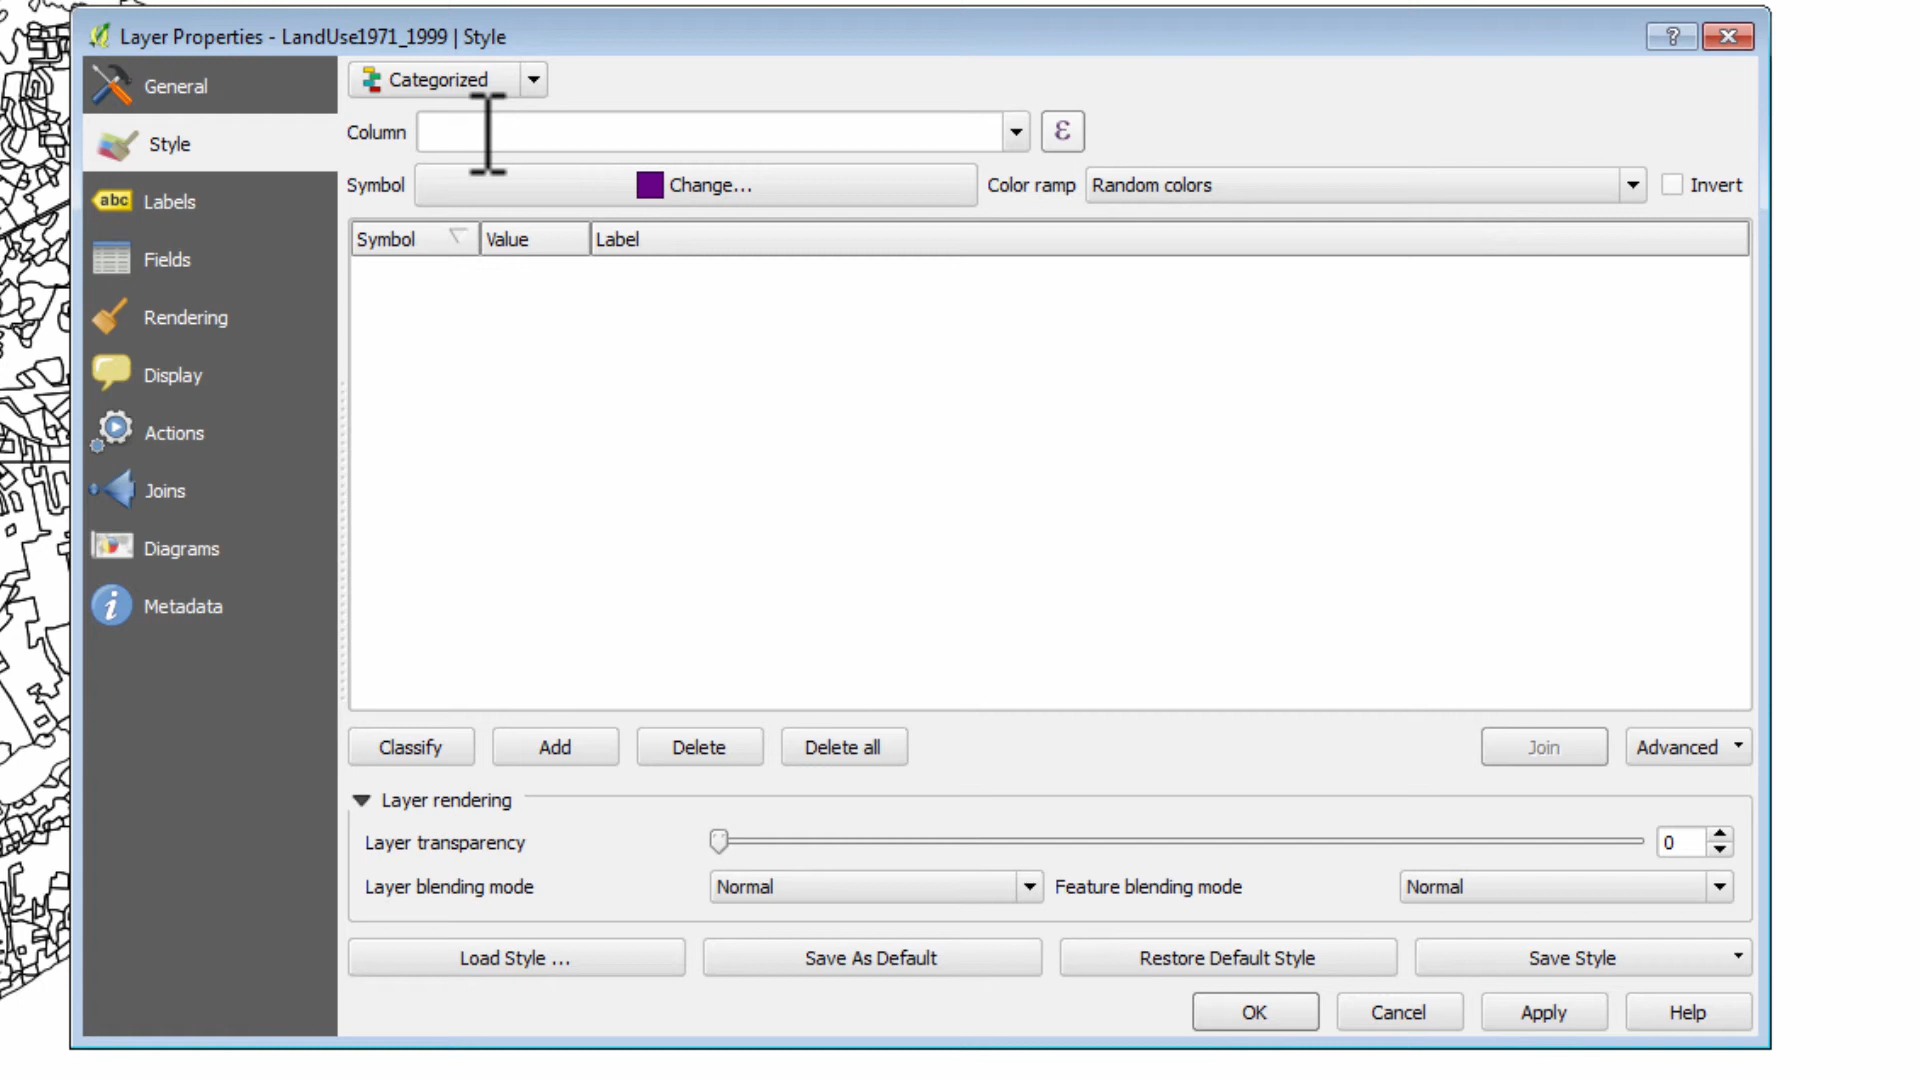 Layer Properties - LandUse1971_1999 | Style
?
General
Style
abc Labels
Fields
Rendering
Display
Actions
Joins
Diagrams
i Metadata
Categorized
Column
ε
Symbol Change... Color ramp Random colors Invert
Symbol Value Label
Classify Add Delete Delete all Join Advanced
Layer rendering
Layer transparency 0
Layer blending mode Normal Feature blending mode Normal
Load Style ... Save As Default Restore Default Style Save Style
OK Cancel Apply Help